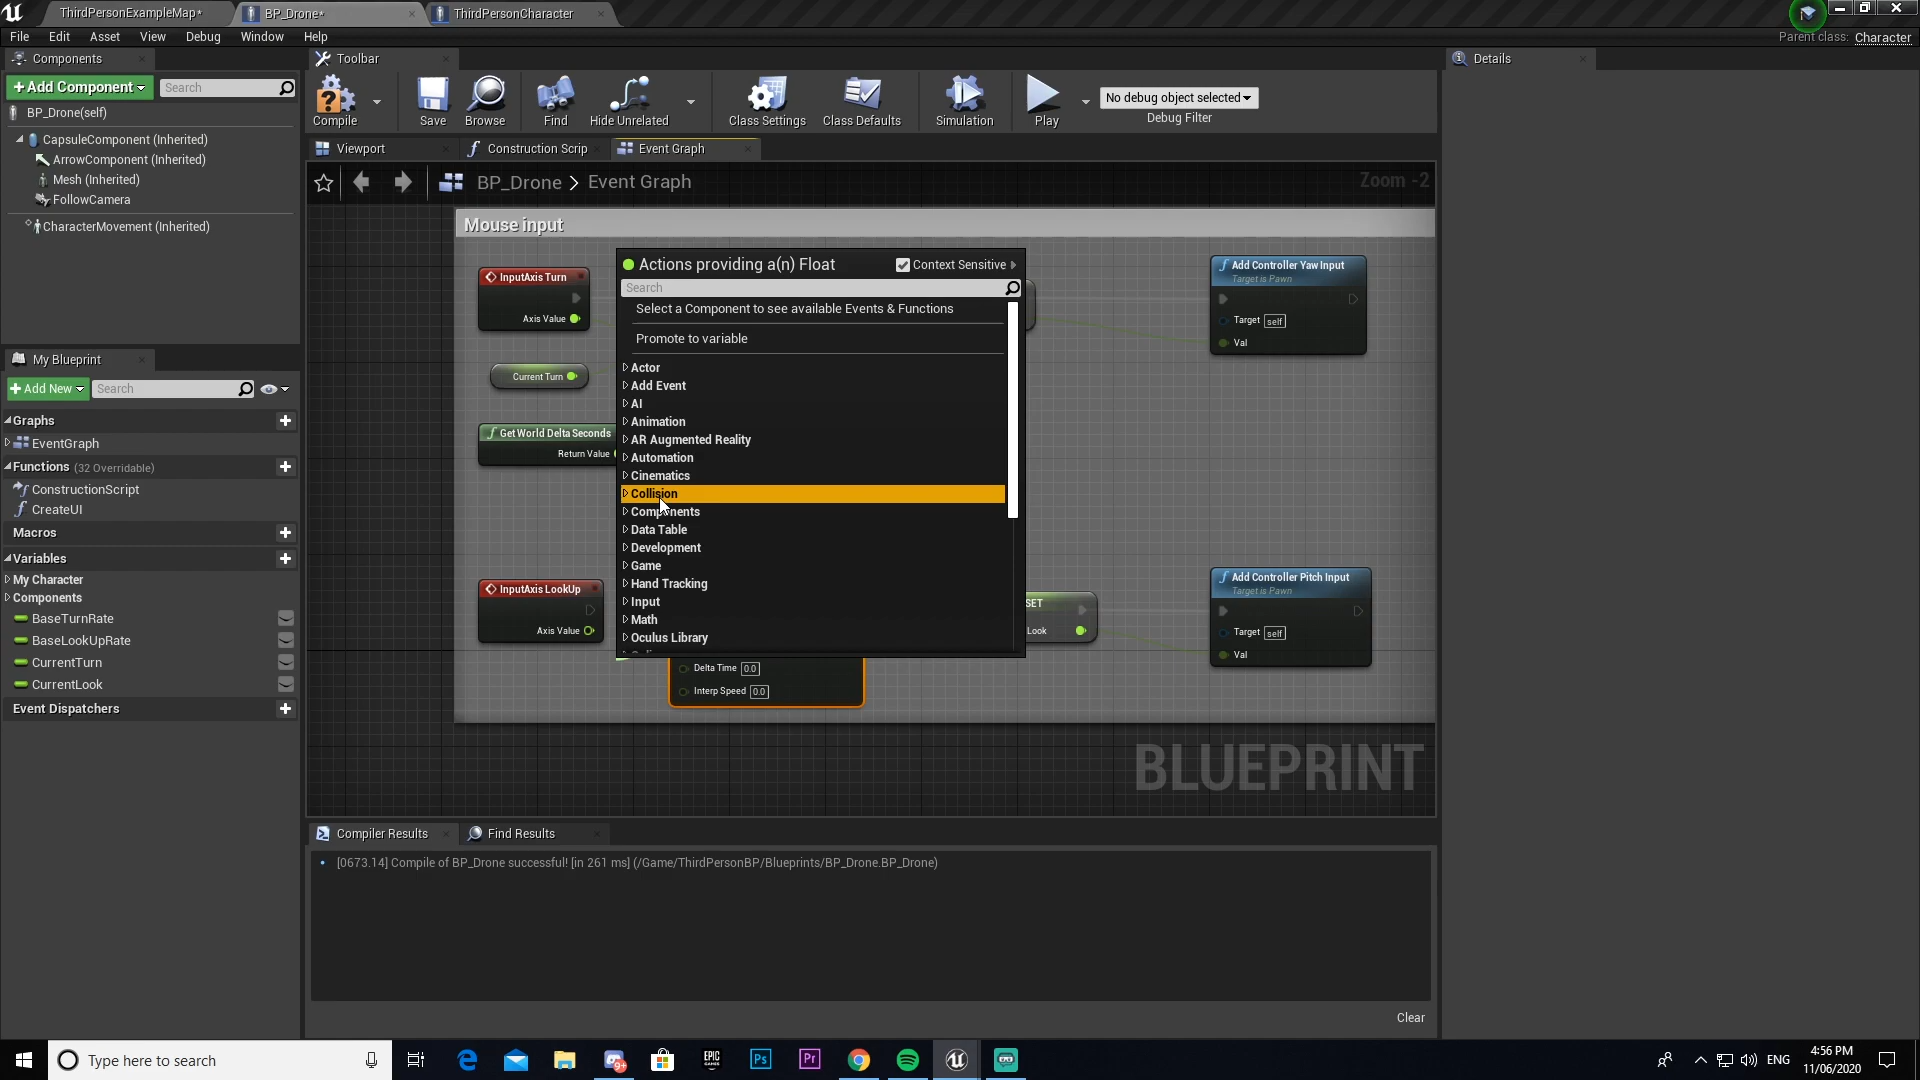 ThirdPersonExampleMap*
BP_Drone*
ThirdPersonCharacter
File Edit Asset View Debug Window Help
Parent class: Character
Components
Toolbar
Details
+Add Component
Search
Compile
Save
Browse
Find
Hide Unrelated
Class Settings
Class Defaults
Simulation
Play
No debug object selected
Debug Filter
BP_Drone(self)
CapsuleComponent (Inherited)
ArrowComponent (Inherited)
Mesh (Inherited)
FollowCamera
CharacterMovement (Inherited)
Viewport
Construction Scrip
Event Graph
BP_Drone > Event Graph
Zoom -2
Mouse input
InputAxis Turn
Axis Value
Current Turn
Get World Delta Seconds
Return Value
InputAxis LookUp
Axis Value
Actions providing a(n) Float
Context Sensitive
Search
Select a Component to see available Events & Functions
Promote to variable
Actor
Add Event
AI
Animation
AR Augmented Reality
Automation
Cinematics
Collision
Components
Data Table
Development
Game
Hand Tracking
Input
Math
Oculus Library
Delta Time 0.0
Interp Speed 0.0
SET
Look
Add Controller Yaw Input
Target is Pawn
Target self
Val
Add Controller Pitch Input
Target is Pawn
Target self
Val
BLUEPRINT
My Blueprint
+Add New
Search
Graphs
EventGraph
Functions (32 Overridable)
ConstructionScript
CreateUI
Macros
Variables
My Character
Components
BaseTurnRate
BaseLookUpRate
CurrentTurn
CurrentLook
Event Dispatchers
Compiler Results
Find Results
[0673.14] Compile of BP_Drone successful! [in 261 ms] (/Game/ThirdPersonBP/Blueprints/BP_Drone.BP_Drone)
Clear
Type here to search
9+
EPIC GAMES
Ps
Pr
ENG
4:56 PM
11/06/2020